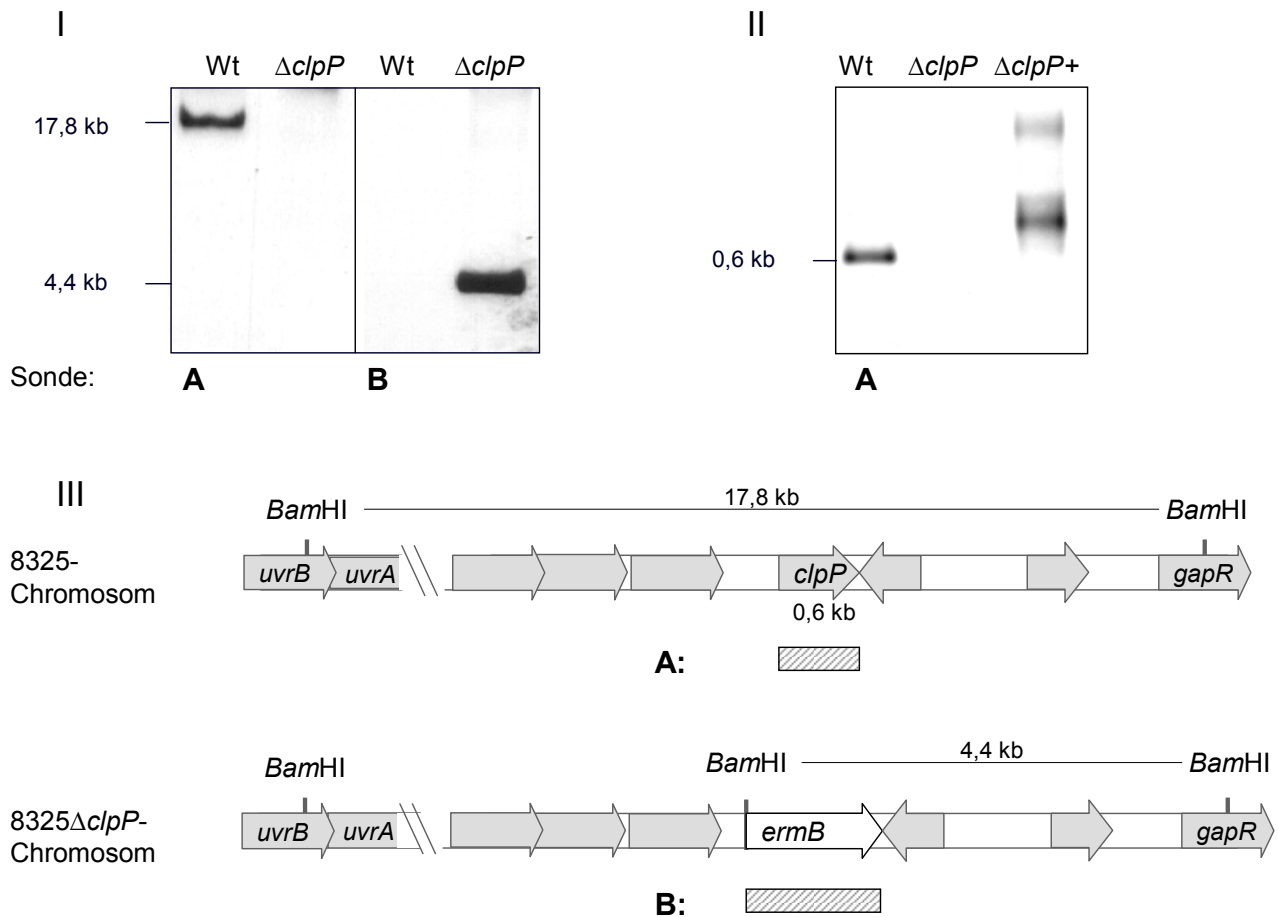 I
Wt ΔclpP Wt ΔclpP
17,8 kb
4,4 kb
Sonde: A B
II
Wt ΔclpP ΔclpP+
0,6 kb
A
III
17,8 kb
BamHI BamHI
8325-
Chromosom
uvrB uvrA clpP gapR
0,6 kb
A:
4,4 kb
BamHI BamHI BamHI
8325ΔclpP-
Chromosom
uvrB uvrA ermB gapR
B: